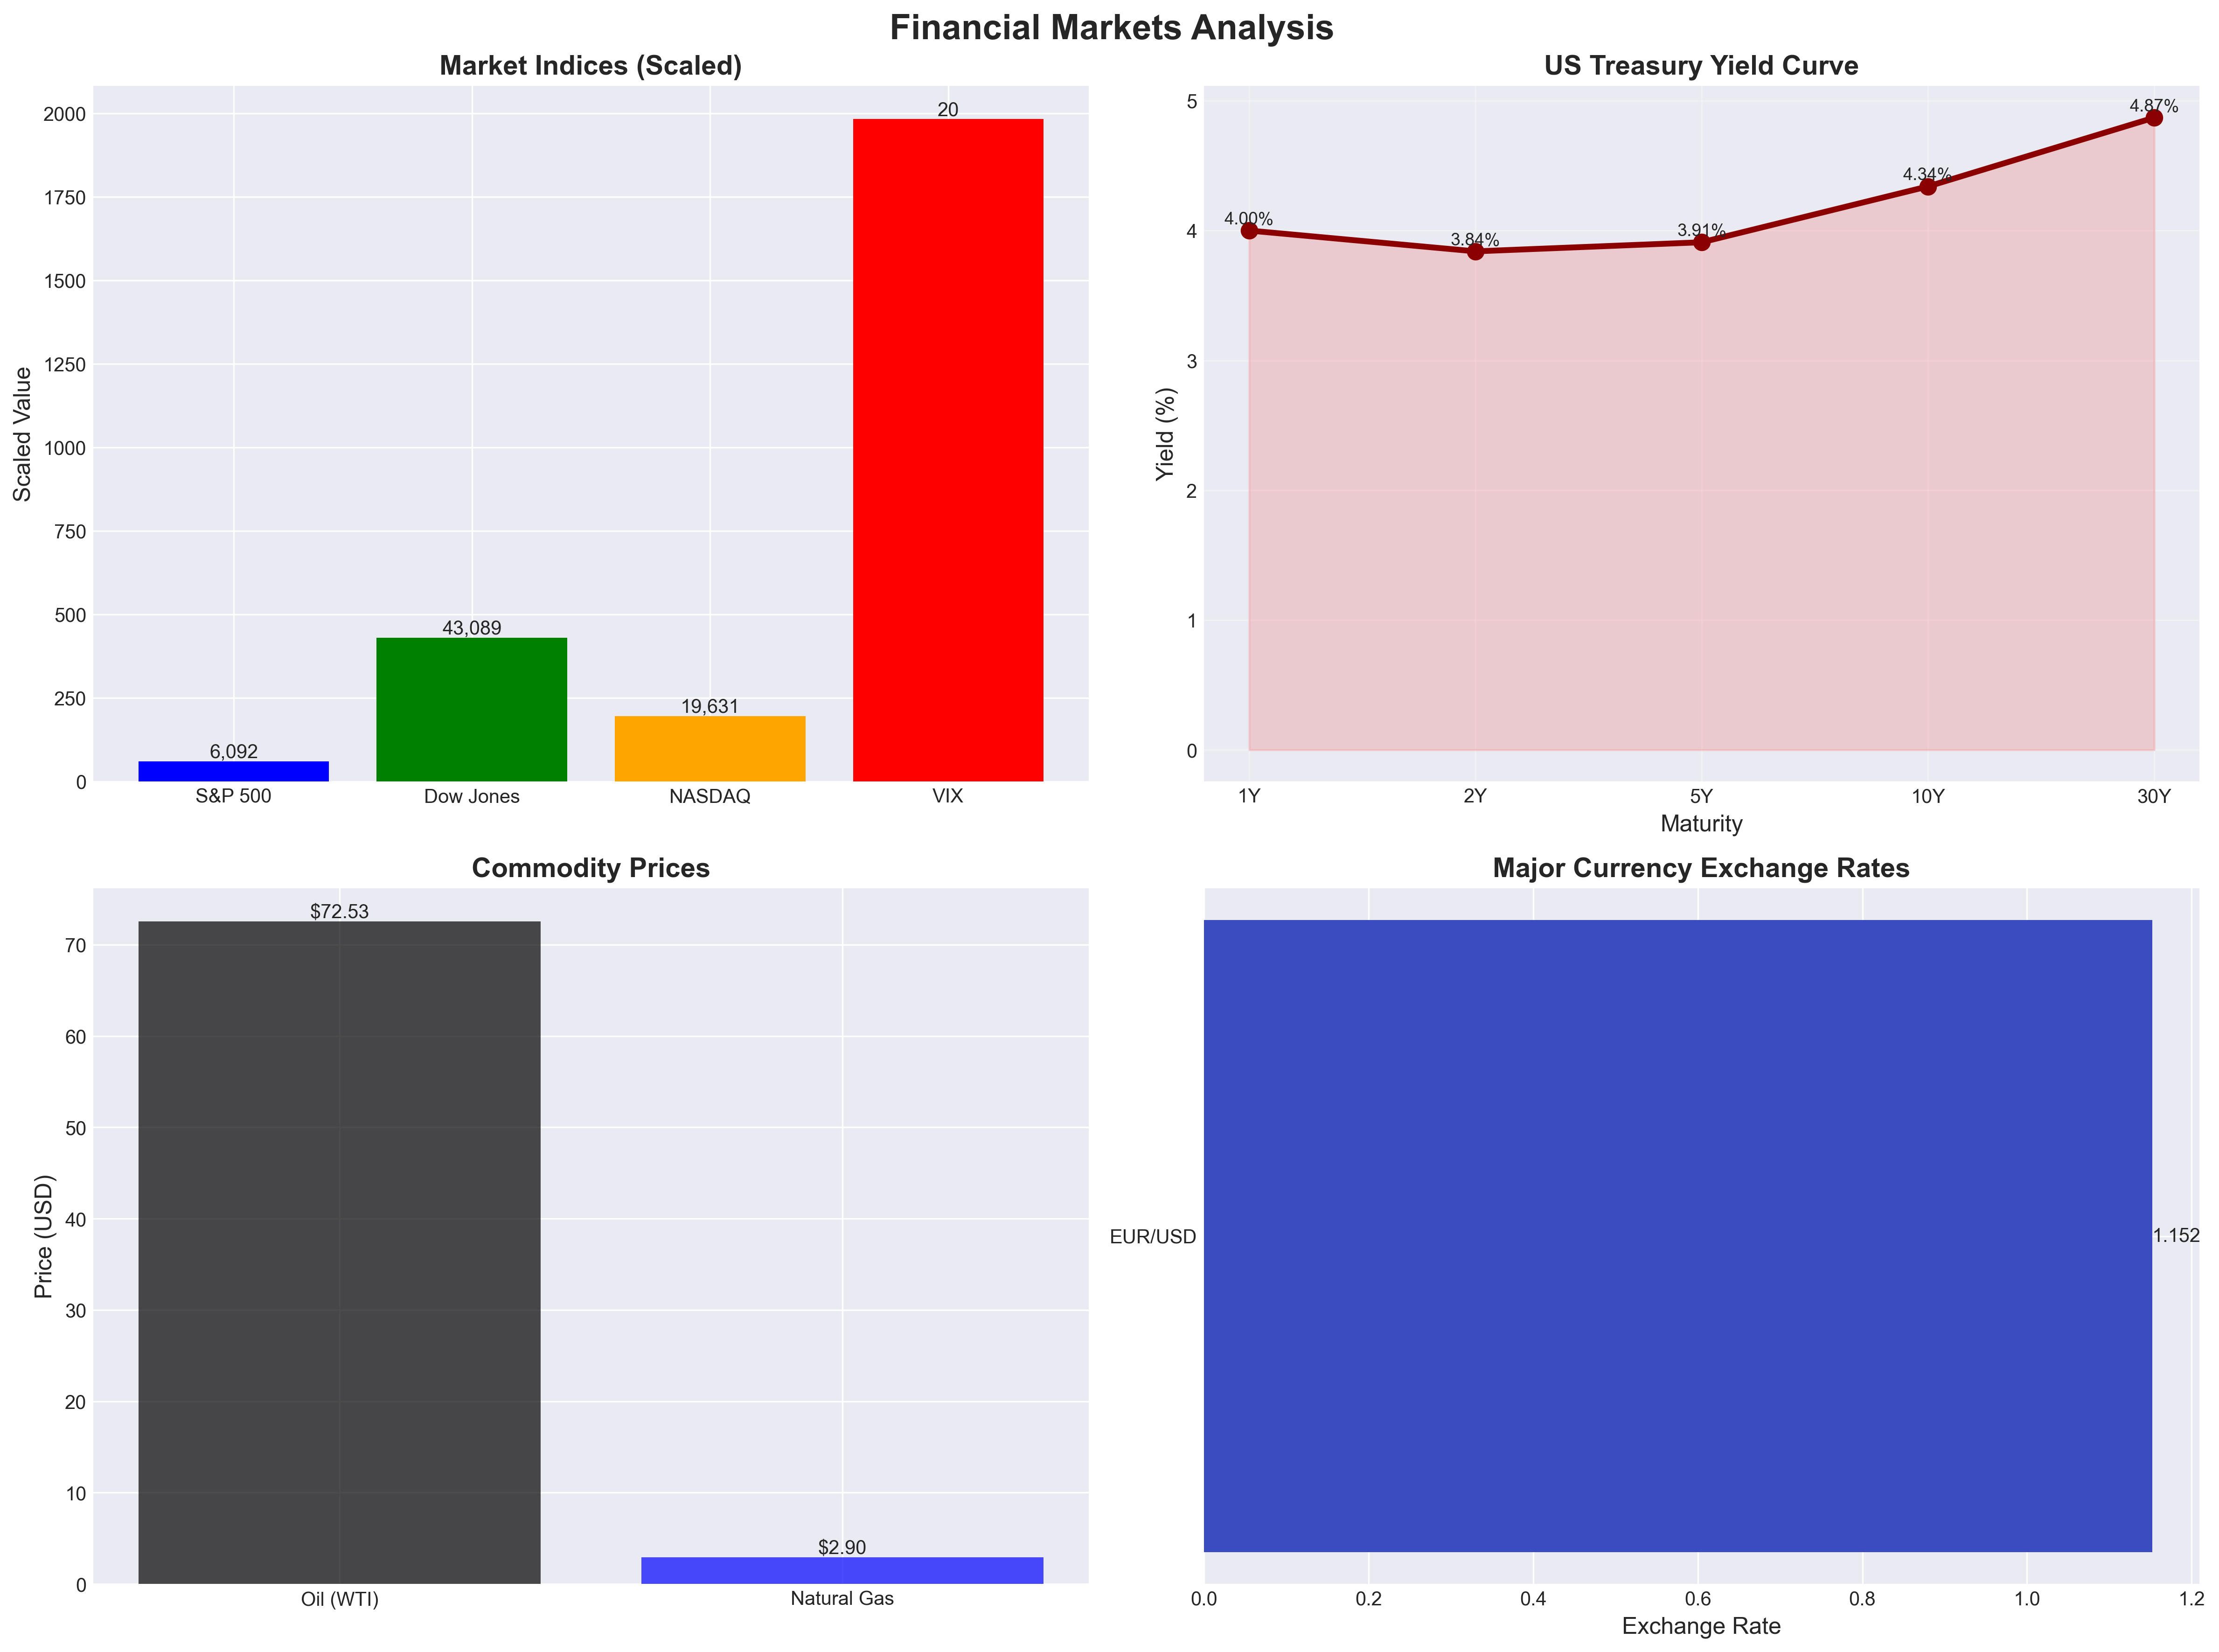 Financial Markets Analysis
Market Indices (Scaled)
2000
1750
1500
1250
1000
750
500
250
0
Scaled Value
6,092
43,089
19,631
20
S&P 500
Dow Jones
NASDAQ
VIX
US Treasury Yield Curve
5
4
3
2
1
0
Yield (%)
4.00%
3.84%
3.91%
4.34%
4.87%
1Y
2Y
5Y
10Y
30Y
Maturity
Commodity Prices
70
60
50
40
30
20
10
0
Price (USD)
$72.53
$2.90
Oil (WTI)
Natural Gas
Major Currency Exchange Rates
EUR/USD
1.152
0.0
0.2
0.4
0.6
0.8
1.0
1.2
Exchange Rate